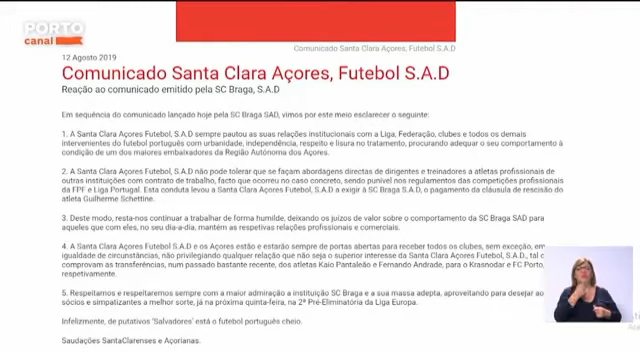 PORTO
canal
Comunicado Santa Clara Açores, Futebol S.A.D
12 Agosto 2019
Comunicado Santa Clara Açores, Futebol S.A.D
Reação ao comunicado emitido pela SC Braga, S.A.D
Em sequência do comunicado lançado hoje pela SC Braga SAD, vimos por este meio esclarecer o seguinte:
1. A Santa Clara Açores Futebol, S.A.D sempre pautou as suas relações institucionais com a Liga, Federação, clubes e todos os demais
intervenientes do futebol português com urbanidade, independência, respeito e lisura no tratamento, procurando adequar o seu comportamento à
condição de um dos maiores embaixadores da Região Autónoma dos Açores.
2. A Santa Clara Açores Futebol, S.A.D não pode tolerar que se façam abordagens diretas de dirigentes e treinadores a atletas profissionais de
outras instituições com contrato de trabalho, facto que ocorreu no caso concreto, sendo punível nos regulamentos das competições profissionais
da FPF e Liga Portugal. Esta conduta levou a Santa Clara Açores Futebol, S.A.D a exigir à SC Braga S.A.D, o pagamento da cláusula de rescisão do
atleta Guilherme Schettine.
3. Deste modo, resta-nos continuar a trabalhar de forma humilde, deixando os juízos de valor sobre o comportamento da SC Braga SAD para
aqueles que com eles, no seu dia-a-dia, mantém as respetivas relações profissionais e comerciais.
4. A Santa Clara Açores Futebol, S.A.D e os Açores estão e estarão sempre de portas abertas para receber todos os clubes, sem exceção, em
igualdade de circunstâncias, não privilegiando qualquer relação que não seja o superior interesse da Santa Clara Açores Futebol, S.A.D., tal c
comprovam as transferências, num passado bastante recente, dos atletas Kaio Pantaleão e Fernando Andrade, para o Krasnodar e FC Porto,
respetivamente.
5. Respeitamos e respeitaremos sempre com a maior admiração a instituição SC Braga e a sua massa adepta, aproveitando para desejar ao
sócios e simpatizantes a melhor sorte, já na próxima quinta-feira, na 2ª Pré-Eliminatória da Liga Europa.
Infelizmente, de putativos 'Salvadores' está o futebol português cheio.
Saudações SantaClarenses e Açorianas.